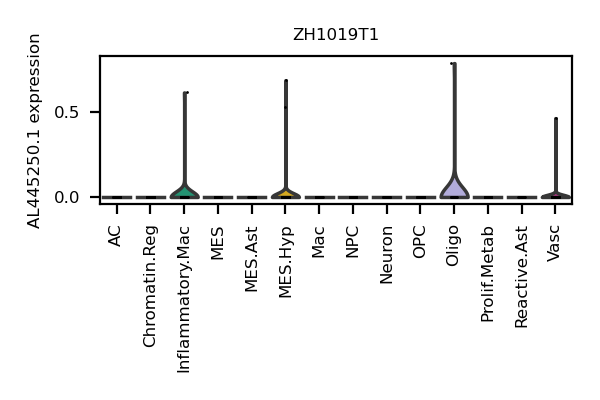 ZH1019T1
AL445250.1 expression
0.5
0.0
AC
Chromatin.Reg
Inflammatory.Mac
MES
MES.Ast
MES.Hyp
Mac
NPC
Neuron
OPC
Oligo
Prolif.Metab
Reactive.Ast
Vasc